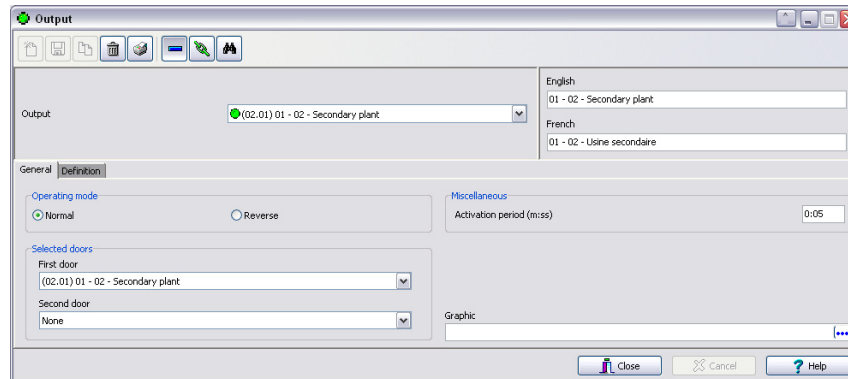 Output
English
01 - 02 - Secondary plant
Output
(02.01) 01 - 02 - Secondary plant
French
01 - 02 - Usine secondaire
General Definition
Operating mode
Normal Reverse
Miscellaneous
Activation period (m:ss) 0:05
Selected doors
First door
(02.01) 01 - 02 - Secondary plant
Second door
None
Graphic
Close Cancel Help